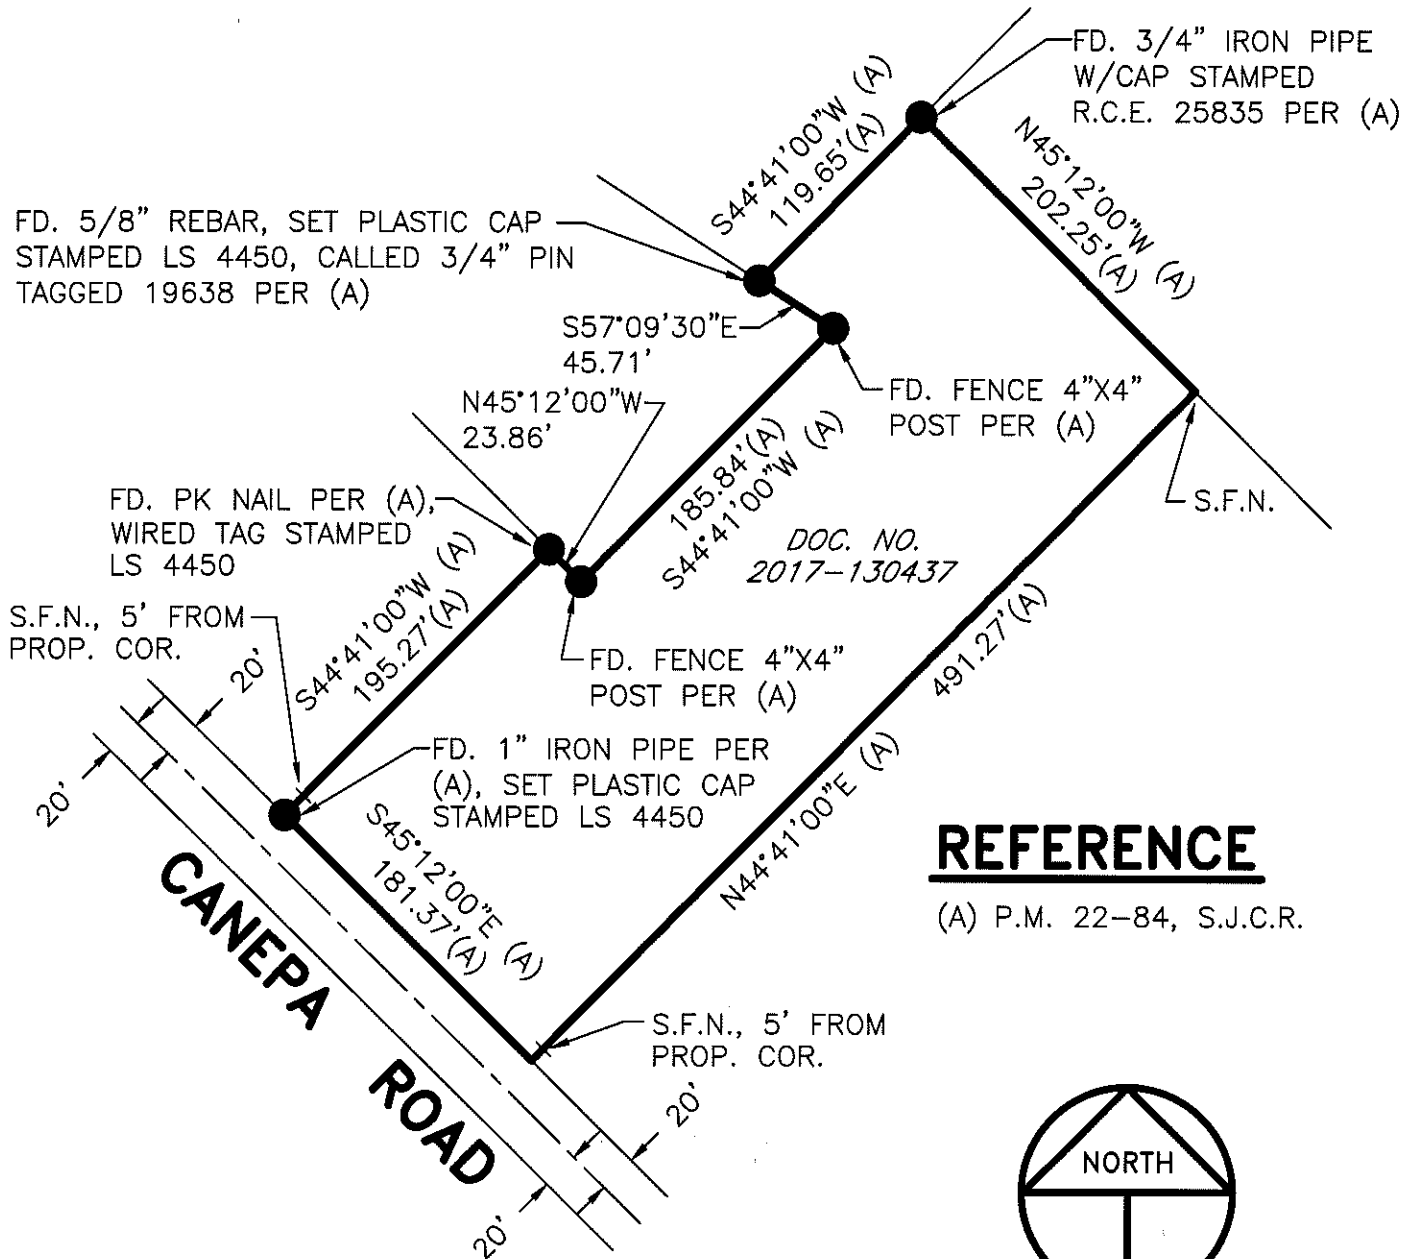 FD. 3/4" IRON PIPE
W/CAP STAMPED
R.C.E. 25835 PER (A)
S44°41'00"W (A)
119.65'(A)
N45°12'00"W (A)
202.25'(A)
FD. 5/8" REBAR, SET PLASTIC CAP
STAMPED LS 4450, CALLED 3/4" PIN
TAGGED 19638 PER (A)
S57°09'30"E
45.71'
N45°12'00"W
23.86'
FD. FENCE 4"X4"
POST PER (A)
185.84'(A)
S44°41'00"W (A)
S.F.N.
FD. PK NAIL PER (A),
WIRED TAG STAMPED
LS 4450
DOC. NO.
2017-130437
S44°41'00"W (A)
195.27'(A)
S.F.N., 5' FROM
PROP. COR.
20'
FD. FENCE 4"X4"
POST PER (A)
491.27'(A)
N44°41'00"E (A)
FD. 1" IRON PIPE PER
(A), SET PLASTIC CAP
STAMPED LS 4450
20'
S45°12'00"E (A)
181.37'(A)
CANEPA ROAD
REFERENCE
(A) P.M. 22-84, S.J.C.R.
S.F.N., 5' FROM
PROP. COR.
20'
20'
NORTH